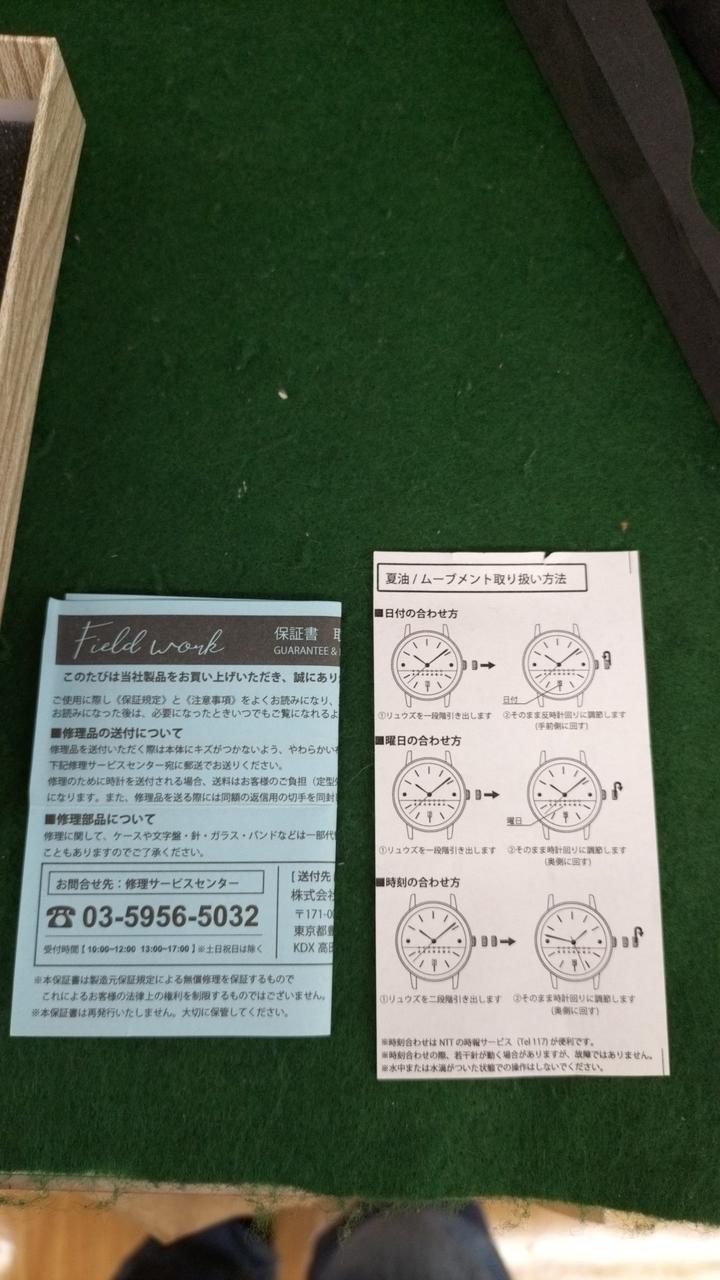 Field work
保証書 取
GUARANTEE &
このたびは当社製品をお買い上げいただき、誠にあり
ご使用に際し《保証規定》と《注意事項》をよくお読みになり、
お読みになった後は、必要になったときいつでもご覧になれるよ
■修理品の送付について
修理品を送付いただく際は本体にキズがつかないよう、やわらかい
下記修理サービスセンター宛に郵送でお送りください。
修理のために時計を送付される場合、送料はお客様のご負担（定型
になります。また、修理品を送る際には同額の返信用の切手を同封
■修理部品について
修理に関して、ケースや文字盤・針・ガラス・バンドなどは一部代
こともありますのでご了承ください。
お問合せ先：修理サービスセンター
☎ 03-5956-5032
受付時間【 10:00~12:00 13:00~17:00 】※土日祝日は除く
[ 送付先
株式会社
〒171-0
東京都豊
KDX 高田
※本保証書は製造元保証規定による無償修理を保証するもので
これによるお客様の法律上の権利を制限するものではございません。
※本保証書は再発行いたしません。大切に保管してください。
夏油 / ムーブメント取り扱い方法
■日付の合わせ方
日付
①リュウズを一段階引き出します
②そのまま反時計回りに調節します
(手前側に回す)
■曜日の合わせ方
曜日
①リュウズを一段階引き出します
②そのまま時計回りに調節します
(奥側に回す)
■時刻の合わせ方
①リュウズを二段階引き出します
②そのまま時計回りに調節します
(奥側に回す)
※時刻合わせは NTT の時報サービス（Tel 117) が便利です。
※時刻合わせの際、若干針が動く場合がありますが、故障ではありません。
※水中または水滴がついた状態での操作はしないでください。